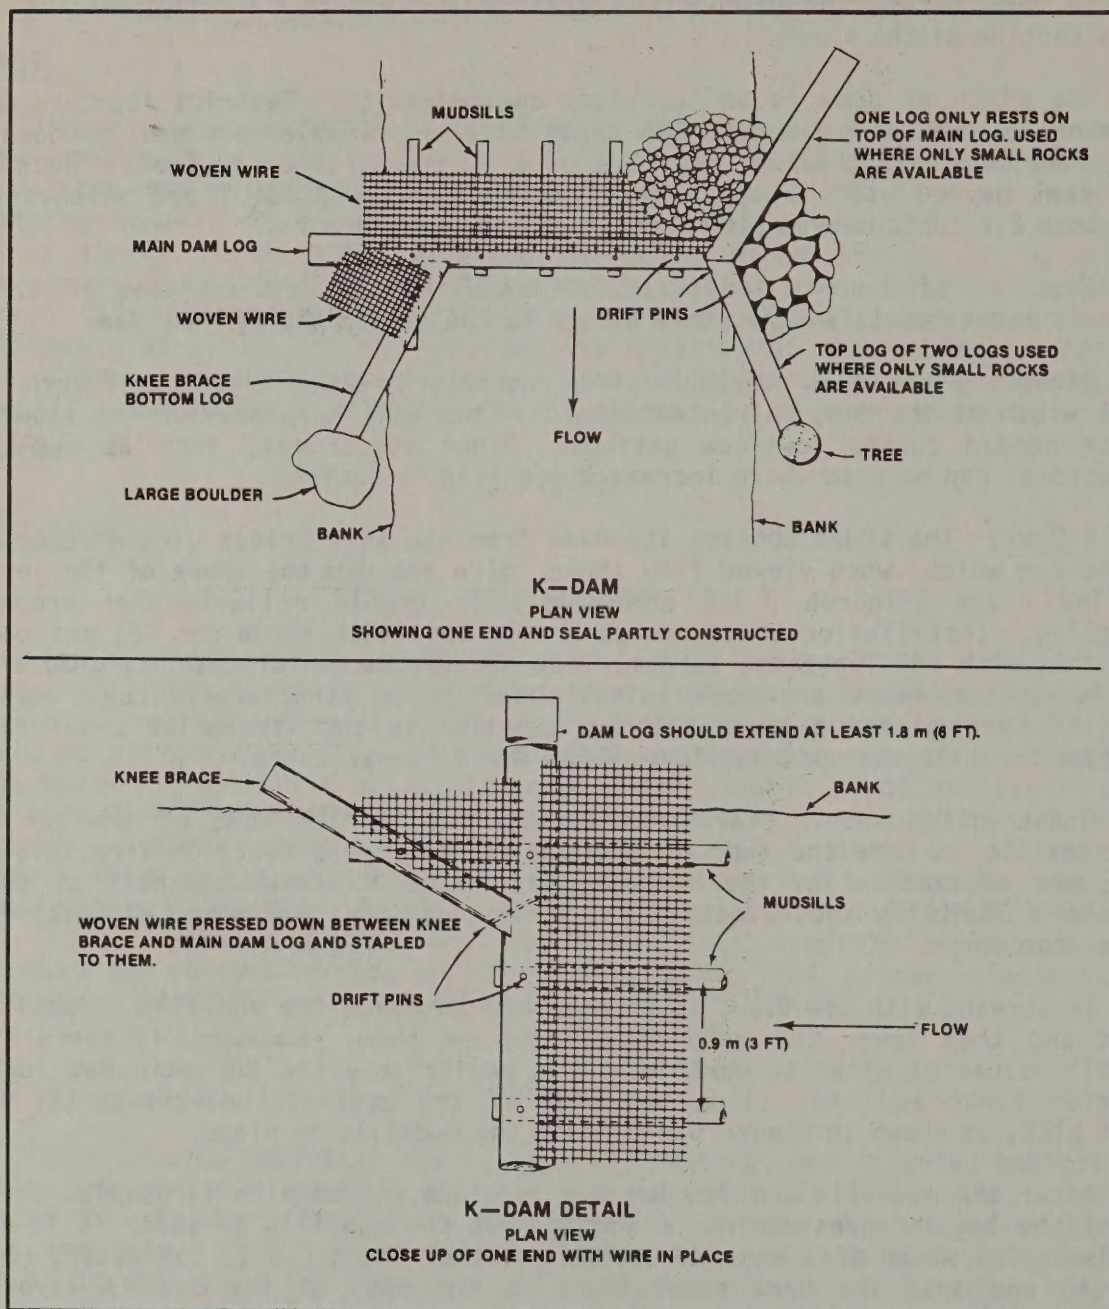 MUDSILLS
WOVEN WIRE
ONE LOG ONLY RESTS ON
TOP OF MAIN LOG. USED
WHERE ONLY SMALL ROCKS
ARE AVAILABLE
MAIN DAM LOG
WOVEN WIRE
DRIFT PINS
KNEE BRACE
BOTTOM LOG
TOP LOG OF TWO LOGS USED
WHERE ONLY SMALL ROCKS
ARE AVAILABLE
FLOW
TREE
LARGE BOULDER
BANK
BANK
K—DAM
PLAN VIEW
SHOWING ONE END AND SEAL PARTLY CONSTRUCTED
DAM LOG SHOULD EXTEND AT LEAST 1.8 m (6 FT).
KNEE BRACE
BANK
MUDSILLS
WOVEN WIRE PRESSED DOWN BETWEEN KNEE
BRACE AND MAIN DAM LOG AND STAPLED
TO THEM.
DRIFT PINS
FLOW
0.9 m (3 FT)
K—DAM DETAIL
PLAN VIEW
CLOSE UP OF ONE END WITH WIRE IN PLACE